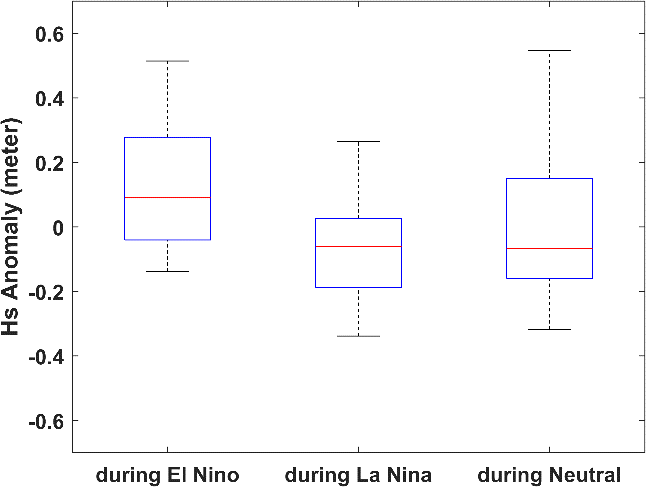 Hs Anomaly (meter)
0.6
0.4
0.2
0
-0.2
-0.4
-0.6
during El Nino
during La Nina
during Neutral